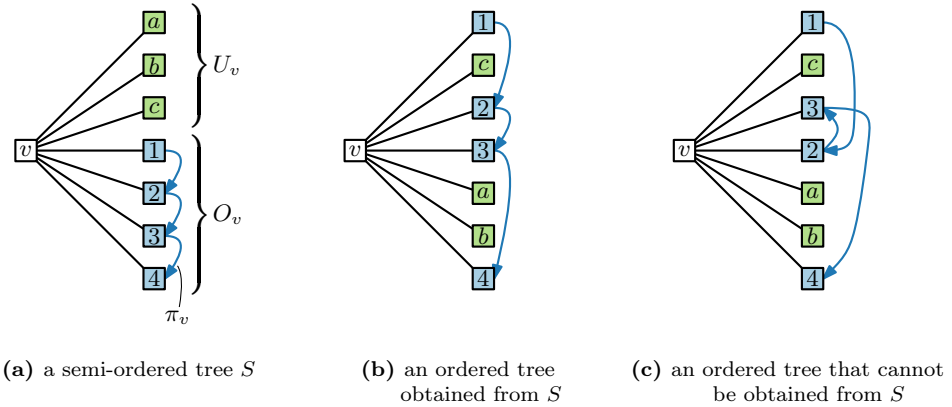 a
b
c
U_v
v
1
2
3
4
O_v
π_v
1
c
2
3
v
a
b
4
1
c
3
2
v
a
b
4
(a) a semi-ordered tree S
(b) an ordered tree
obtained from S
(c) an ordered tree that cannot
be obtained from S